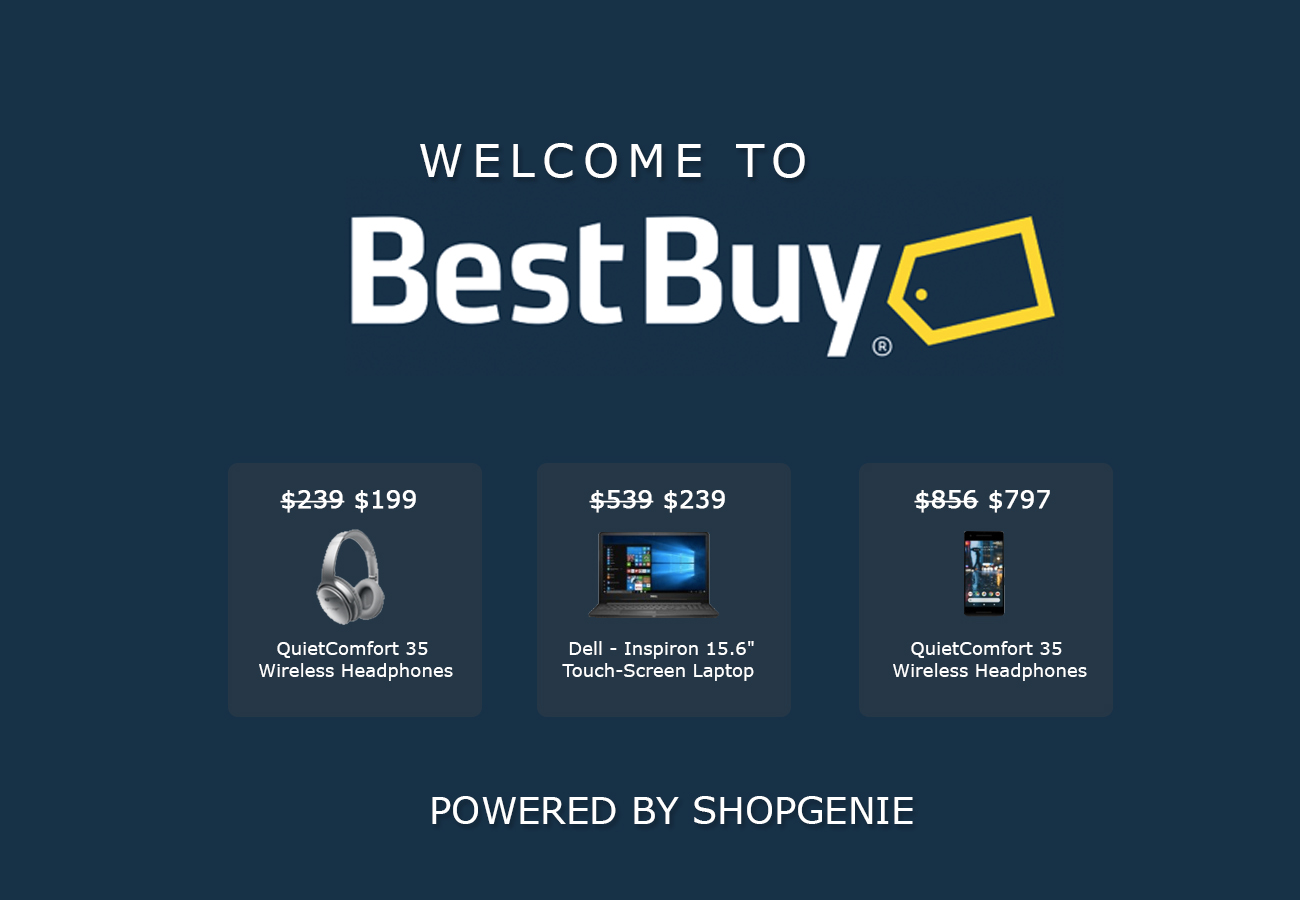 WELCOME TO
Best Buy ®
$239 $199
QuietComfort 35
Wireless Headphones
$539 $239
Dell - Inspiron 15.6"
Touch-Screen Laptop
$856 $797
QuietComfort 35
Wireless Headphones
POWERED BY SHOPGENIE